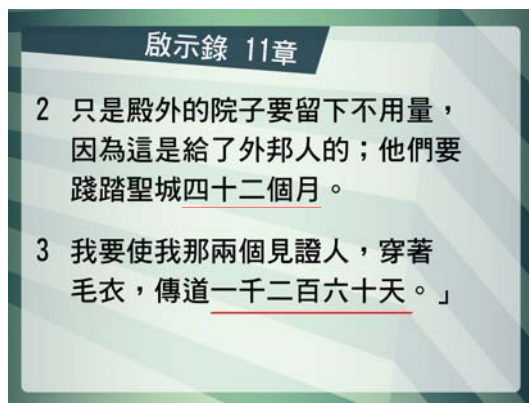 啟示錄 11章
2 只是殿外的院子要留下不用量，
因為這是給了外邦人的；他們要
踐踏聖城四十二個月。
3 我要使我那兩個見證人，穿著
毛衣，傳道一千二百六十天。」